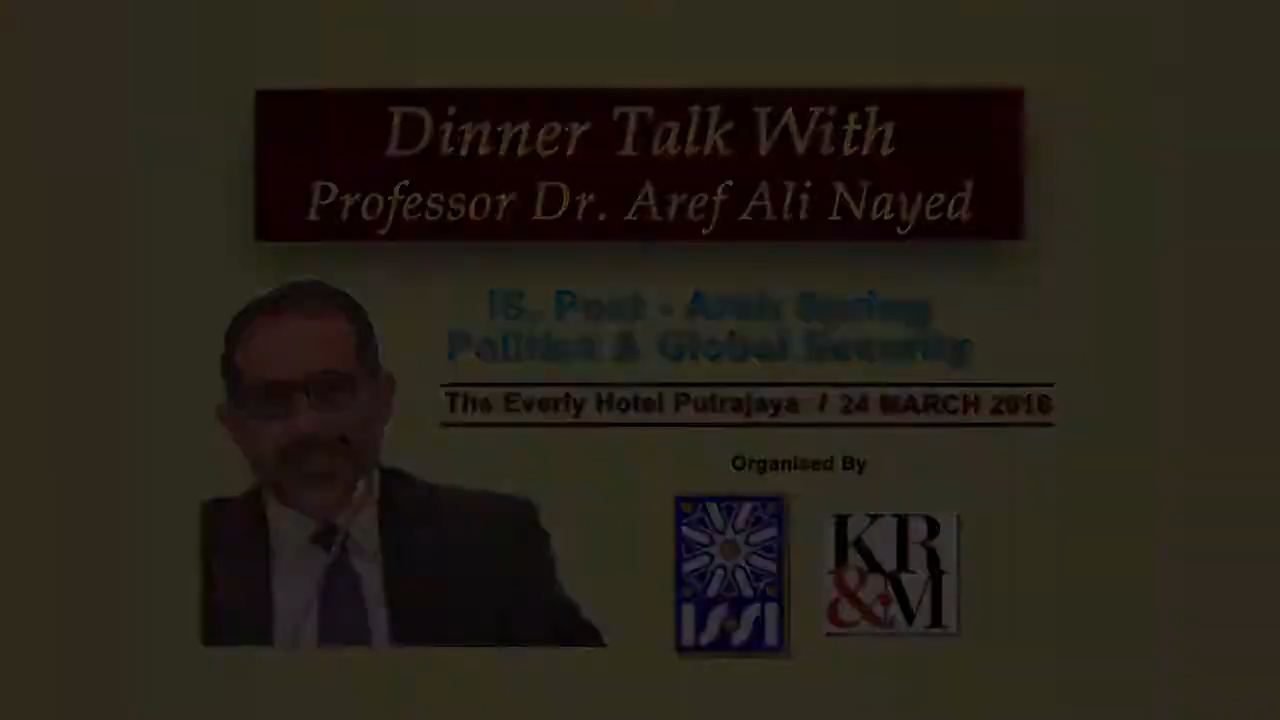 Dinner Talk With
Professor Dr. Aref Ali Nayed
IS, Post - Arab Spring
Politics & Global Security
The Everly Hotel Putrajaya / 24 MARCH 2016
Organised By
ISSI
KR
&M